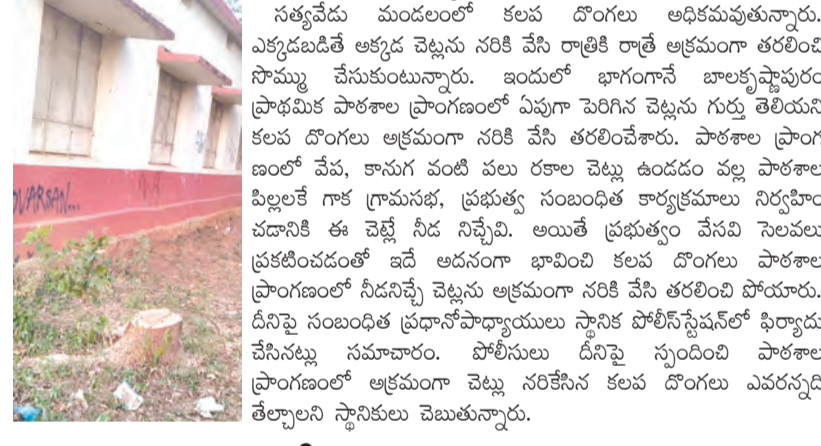 సత్యవేడు మండలంలో కలప దొంగలు అధికమవుతున్నారు.
ఎక్కడబడితే అక్కడ చెట్లను నరికి వేసి రాత్రికి రాత్రే అక్రమంగా తరలించి
సొమ్ము చేసుకుంటున్నారు. ఇందులో భాగంగానే బాలకృష్ణాపురం
ప్రాథమిక పాఠశాల ప్రాంగణంలో ఏపుగా పెరిగిన చెట్లను గుర్తు తెలియని
కలప దొంగలు అక్రమంగా నరికి వేసి తరలించేశారు. పాఠశాల ప్రాంగ
ణంలో వేప, కానుగ వంటి పలు రకాల చెట్లు ఉండడం వల్ల పాఠశాల
పిల్లలకే గాక గ్రామసభ, ప్రభుత్వ సంబంధిత కార్యక్రమాలు నిర్వహిం
చడానికి ఈ చెట్లే నీడ నిచ్చేవి. అయితే ప్రభుత్వం వేసవి సెలవలు
ప్రకటించడంతో ఇదే అదనంగా భావించి కలప దొంగలు పాఠశాల
ప్రాంగణంలో నీడనిచ్చే చెట్లను అక్రమంగా నరికి వేసి తరలించి పోయారు.
దీనిపై సంబంధిత ప్రధానోపాధ్యాయులు స్థానిక పోలీస్‌స్టేషన్‌లో ఫిర్యాదు
చేసినట్లు సమాచారం. పోలీసులు దీనిపై స్పందించి పాఠశాల
ప్రాంగణంలో అక్రమంగా చెట్లు నరికేసిన కలప దొంగలు ఎవరన్నది
తేల్చాలని స్థానికులు చెబుతున్నారు.